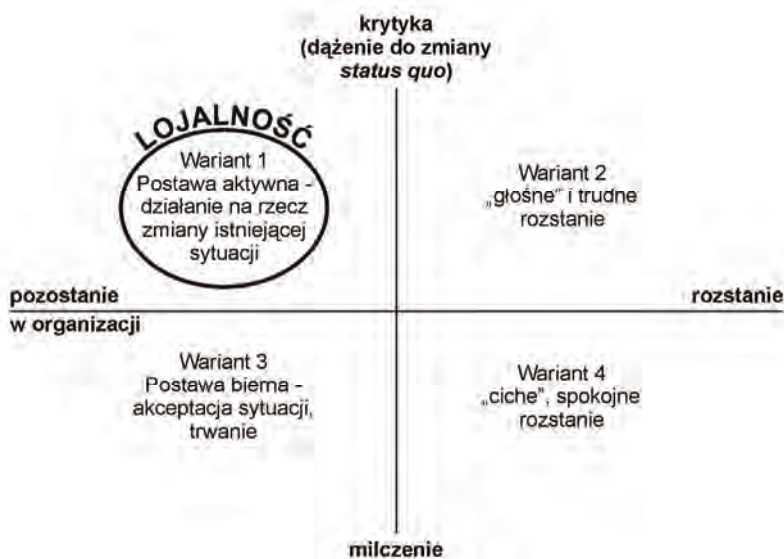 krytyka
(dążenie do zmiany
status quo)
LOJALNOŚĆ
Wariant 1
Postawa aktywna -
działanie na rzecz
zmiany istniejącej
sytuacji
Wariant 2
„głośne” i trudne
rozstanie
pozostanie
w organizacji
rozstanie
Wariant 3
Postawa bierna -
akceptacja sytuacji,
trwanie
Wariant 4
„ciche”, spokojne
rozstanie
milczenie